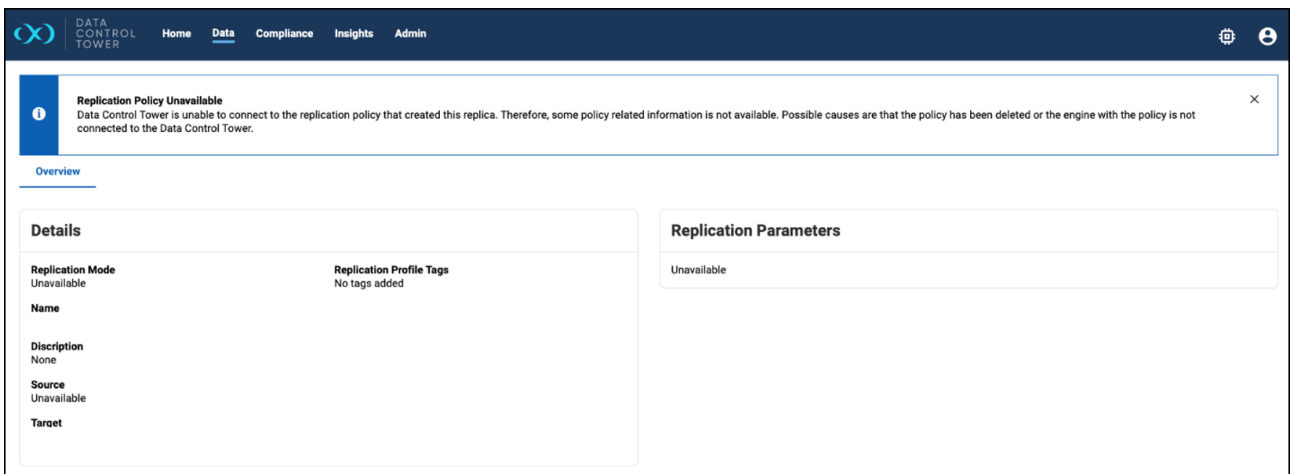 DATA
CONTROL
TOWER
Home Data Compliance Insights Admin
Replication Policy Unavailable
Data Control Tower is unable to connect to the replication policy that created this replica. Therefore, some policy related information is not available. Possible causes are that the policy has been deleted or the engine with the policy is not
connected to the Data Control Tower.
Overview
Details
Replication Mode
Unavailable
Replication Profile Tags
No tags added
Name
Discription
None
Source
Unavailable
Target
Replication Parameters
Unavailable